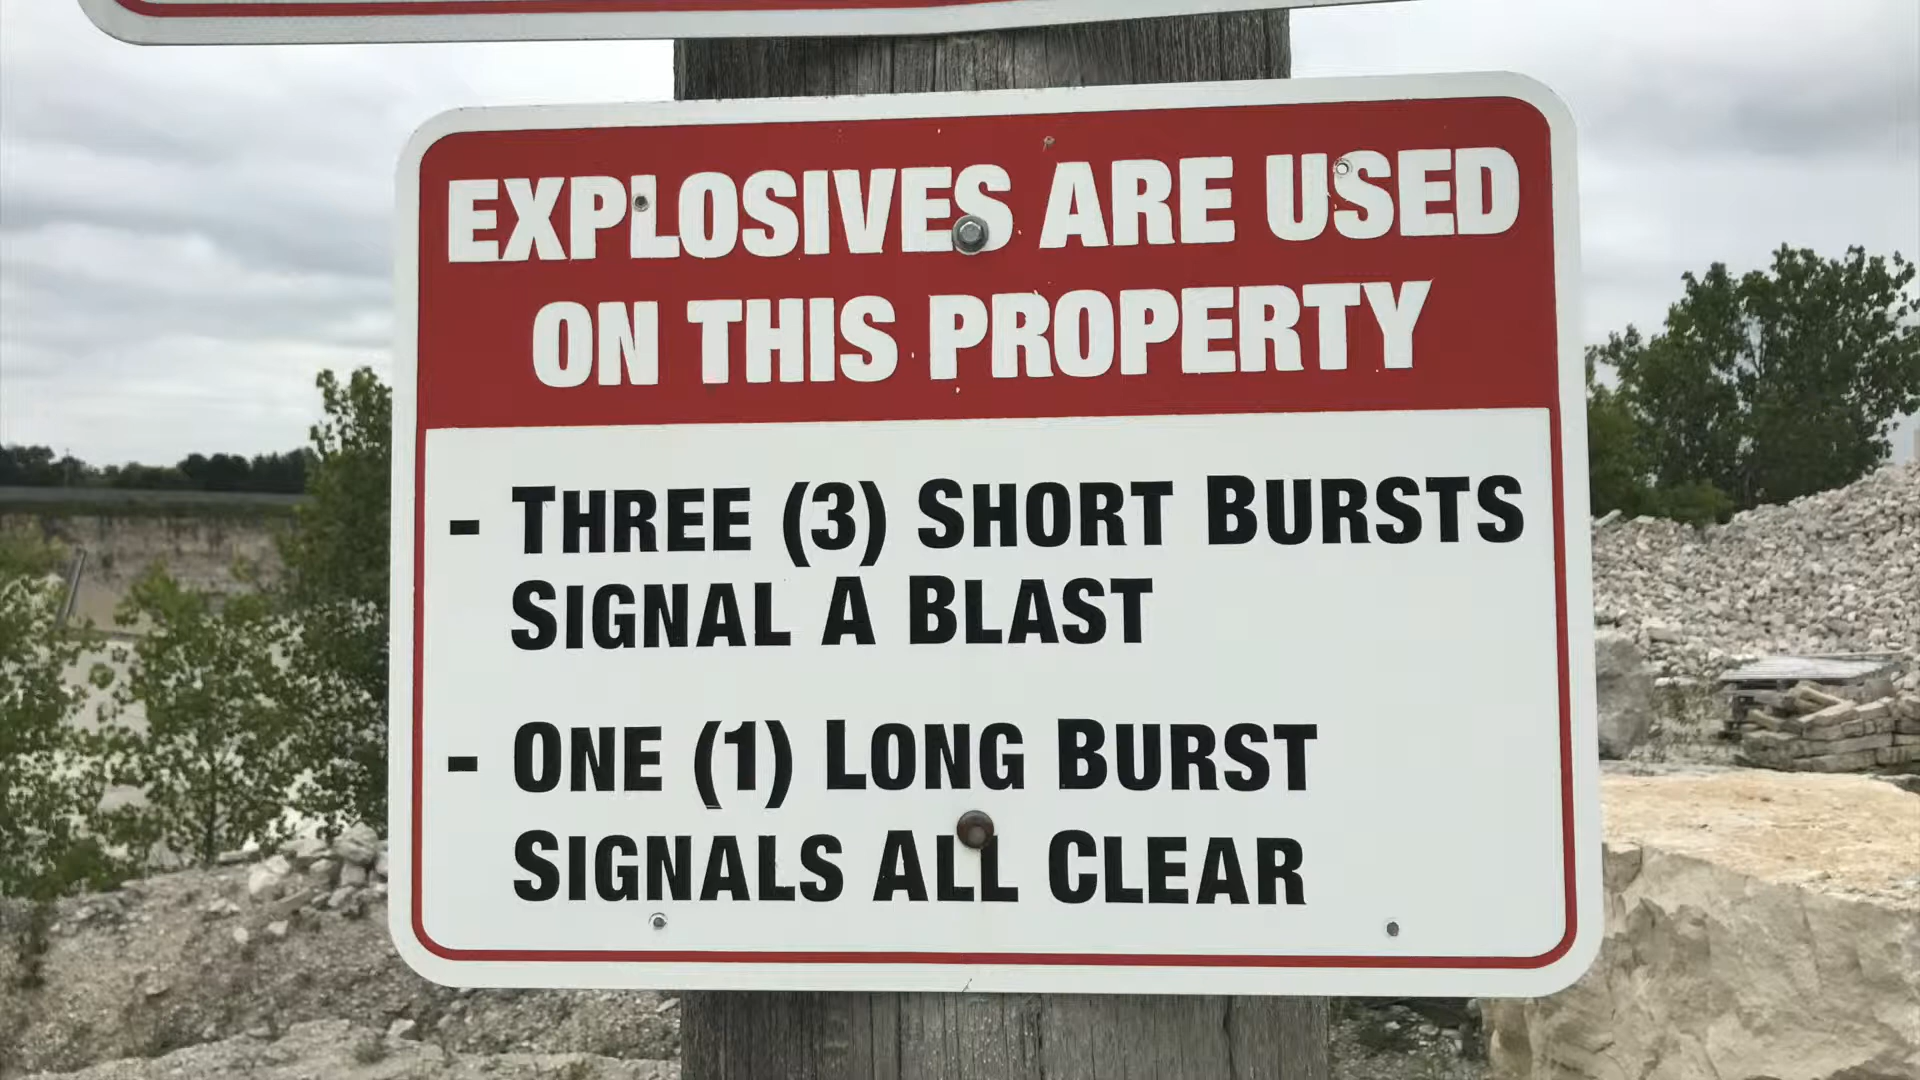 EXPLOSIVES ARE USED
ON THIS PROPERTY
- THREE (3) SHORT BURSTS
SIGNAL A BLAST
- ONE (1) LONG BURST
SIGNALS ALL CLEAR